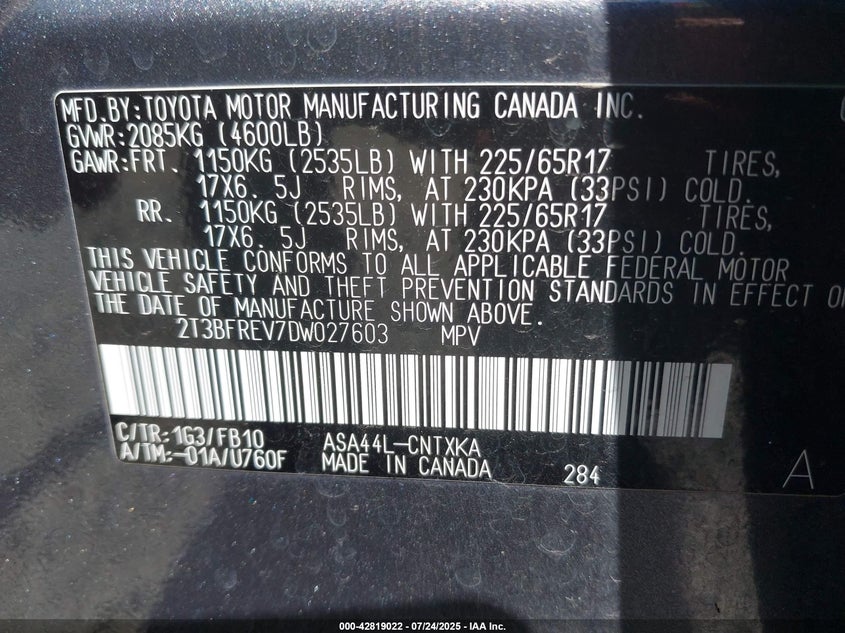 MFD.BY:TOYOTA MOTOR MANUFACTURING CANADA INC.
GVWR:2085KG (4600LB)
GAWR:FRT. 1150KG (2535LB) WITH 225/65R17 TIRES,
17X6. 5J RIMS, AT 230KPA (33PSI) COLD.
RR. 1150KG (2535LB) WITH 225/65R17 TIRES,
17X6. 5J RIMS, AT 230KPA (33PSI) COLD.
THIS VEHICLE CONFORMS TO ALL APPLICABLE FEDERAL MOTOR
VEHICLE SAFETY AND THEFT PREVENTION STANDARDS IN EFFECT
THE DATE OF MANUFACTURE SHOWN ABOVE.
2T3BFREV7DW027603 MPV
C/TR:1G3/FB10 ASA44L-CNTXKA
A/TM:-01A/U760F MADE IN CANADA 284 A
000-42819022 - 07/24/2025 - IAA Inc.